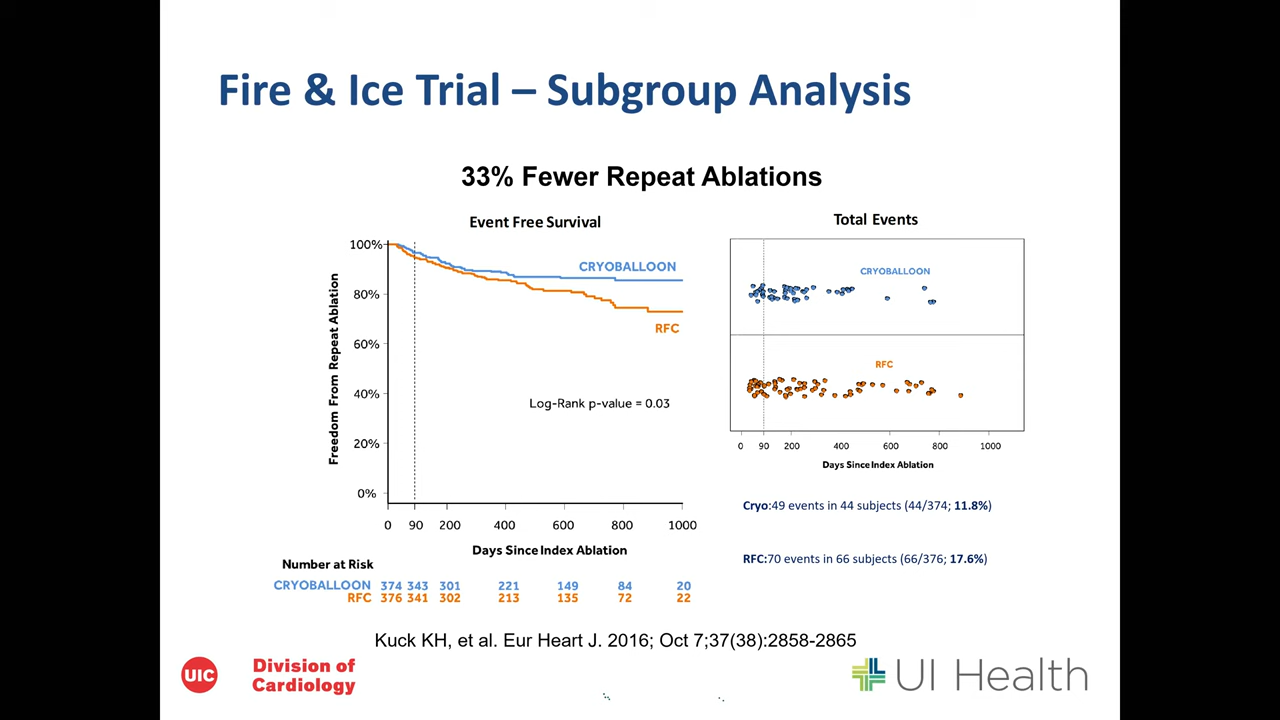 Fire & Ice Trial – Subgroup Analysis
33% Fewer Repeat Ablations
Event Free Survival
Freedom From Repeat Ablation
100%
80%
60%
40%
20%
0%
CRYOBALLOON
RFC
Log-Rank p-value = 0.03
0 90 200 400 600 800 1000
Days Since Index Ablation
Number at Risk
CRYOBALLOON 374 343 301 221 149 84 20
RFC 376 341 302 213 135 72 22
Total Events
CRYOBALLOON
RFC
0 90 200 400 600 800 1000
Days Since Index Ablation
Cryo:49 events in 44 subjects (44/374; 11.8%)
RFC:70 events in 66 subjects (66/376; 17.6%)
Kuck KH, et al. Eur Heart J. 2016; Oct 7;37(38):2858-2865
UIC
Division of
Cardiology
UI Health